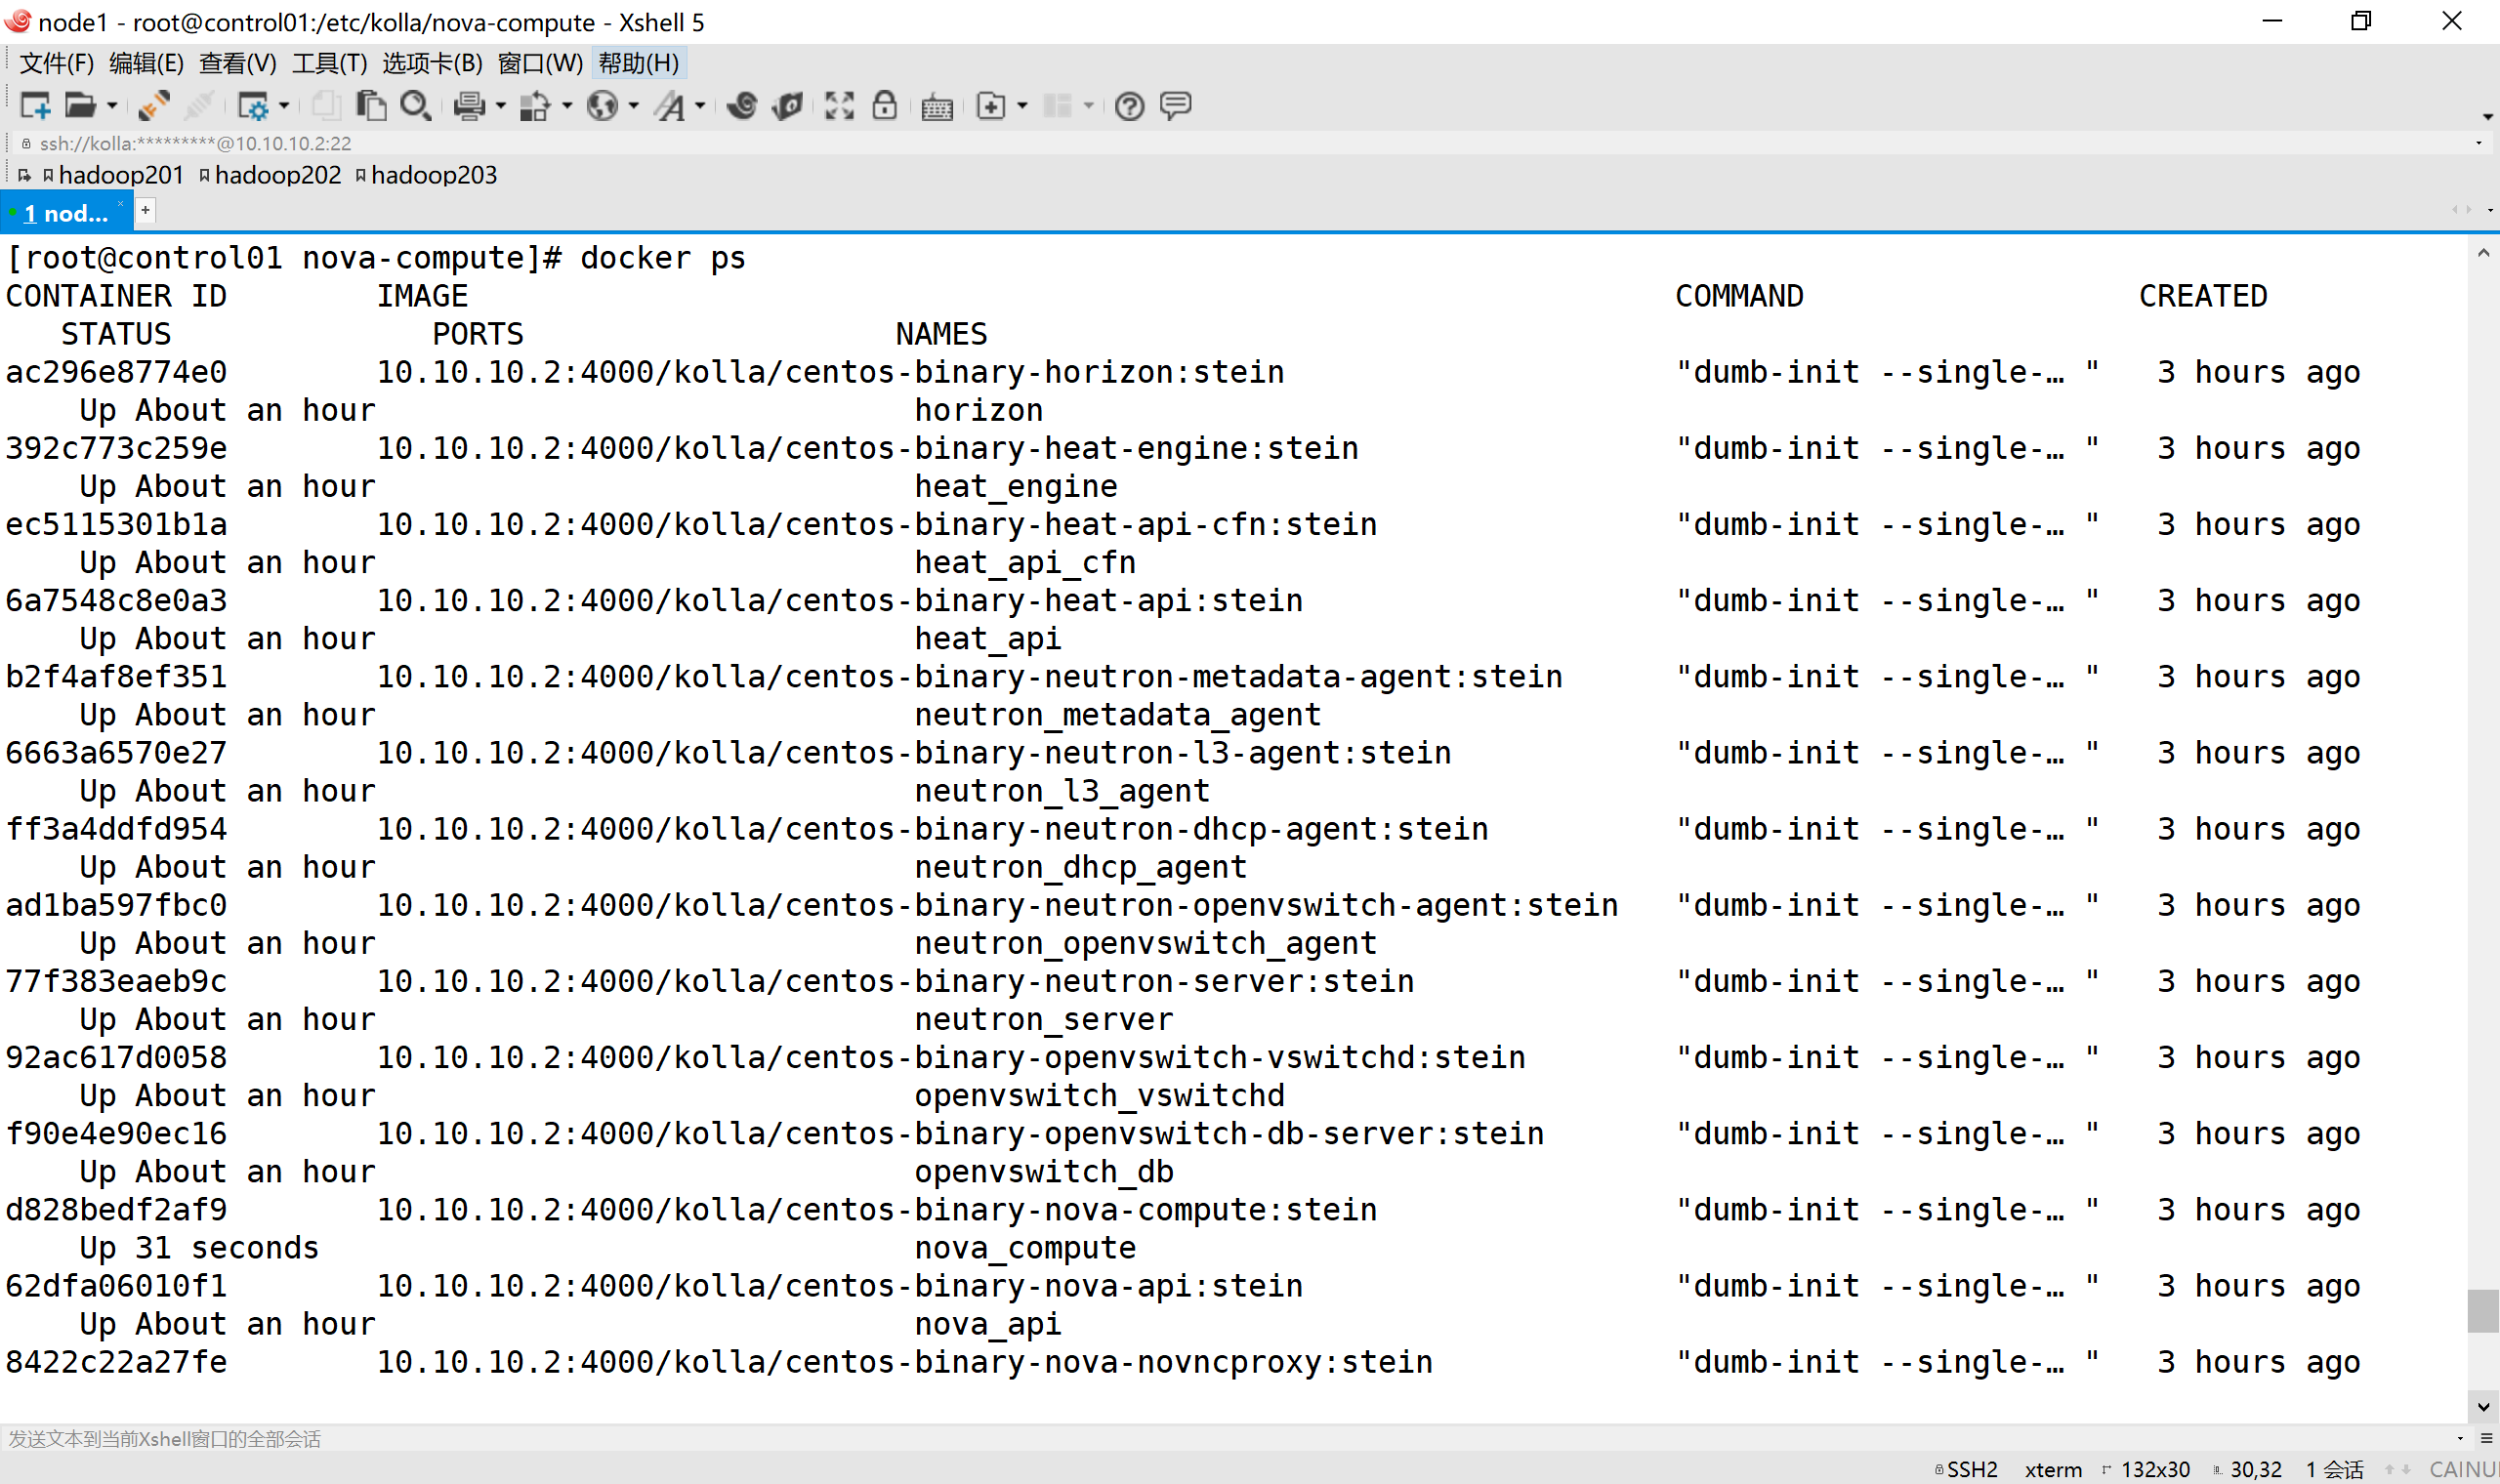 node1 - root@control01:/etc/kolla/nova-compute - Xshell 5
文件(F) 编辑(E) 查看(V) 工具(T) 选项卡(B) 窗口(W) 帮助(H)
ssh://kolla:*********@10.10.10.2:22
hadoop201 hadoop202 hadoop203
1 nod... × +
[root@control01 nova-compute]# docker ps
CONTAINER ID        IMAGE                                                                 COMMAND                  CREATED
   STATUS              PORTS                    NAMES
ac296e8774e0        10.10.10.2:4000/kolla/centos-binary-horizon:stein                     "dumb-init --single-… "   3 hours ago
    Up About an hour                             horizon
392c773c259e        10.10.10.2:4000/kolla/centos-binary-heat-engine:stein                 "dumb-init --single-… "   3 hours ago
    Up About an hour                             heat_engine
ec5115301b1a        10.10.10.2:4000/kolla/centos-binary-heat-api-cfn:stein                "dumb-init --single-… "   3 hours ago
    Up About an hour                             heat_api_cfn
6a7548c8e0a3        10.10.10.2:4000/kolla/centos-binary-heat-api:stein                    "dumb-init --single-… "   3 hours ago
    Up About an hour                             heat_api
b2f4af8ef351        10.10.10.2:4000/kolla/centos-binary-neutron-metadata-agent:stein      "dumb-init --single-… "   3 hours ago
    Up About an hour                             neutron_metadata_agent
6663a6570e27        10.10.10.2:4000/kolla/centos-binary-neutron-l3-agent:stein            "dumb-init --single-… "   3 hours ago
    Up About an hour                             neutron_l3_agent
ff3a4ddfd954        10.10.10.2:4000/kolla/centos-binary-neutron-dhcp-agent:stein          "dumb-init --single-… "   3 hours ago
    Up About an hour                             neutron_dhcp_agent
ad1ba597fbc0        10.10.10.2:4000/kolla/centos-binary-neutron-openvswitch-agent:stein   "dumb-init --single-… "   3 hours ago
    Up About an hour                             neutron_openvswitch_agent
77f383eaeb9c        10.10.10.2:4000/kolla/centos-binary-neutron-server:stein              "dumb-init --single-… "   3 hours ago
    Up About an hour                             neutron_server
92ac617d0058        10.10.10.2:4000/kolla/centos-binary-openvswitch-vswitchd:stein        "dumb-init --single-… "   3 hours ago
    Up About an hour                             openvswitch_vswitchd
f90e4e90ec16        10.10.10.2:4000/kolla/centos-binary-openvswitch-db-server:stein       "dumb-init --single-… "   3 hours ago
    Up About an hour                             openvswitch_db
d828bedf2af9        10.10.10.2:4000/kolla/centos-binary-nova-compute:stein                "dumb-init --single-… "   3 hours ago
    Up 31 seconds                                nova_compute
62dfa06010f1        10.10.10.2:4000/kolla/centos-binary-nova-api:stein                    "dumb-init --single-… "   3 hours ago
    Up About an hour                             nova_api
8422c22a27fe        10.10.10.2:4000/kolla/centos-binary-nova-novncproxy:stein             "dumb-init --single-… "   3 hours ago
发送文本到当前Xshell窗口的全部会话
SSH2 xterm 132x30 30,32 1 会话